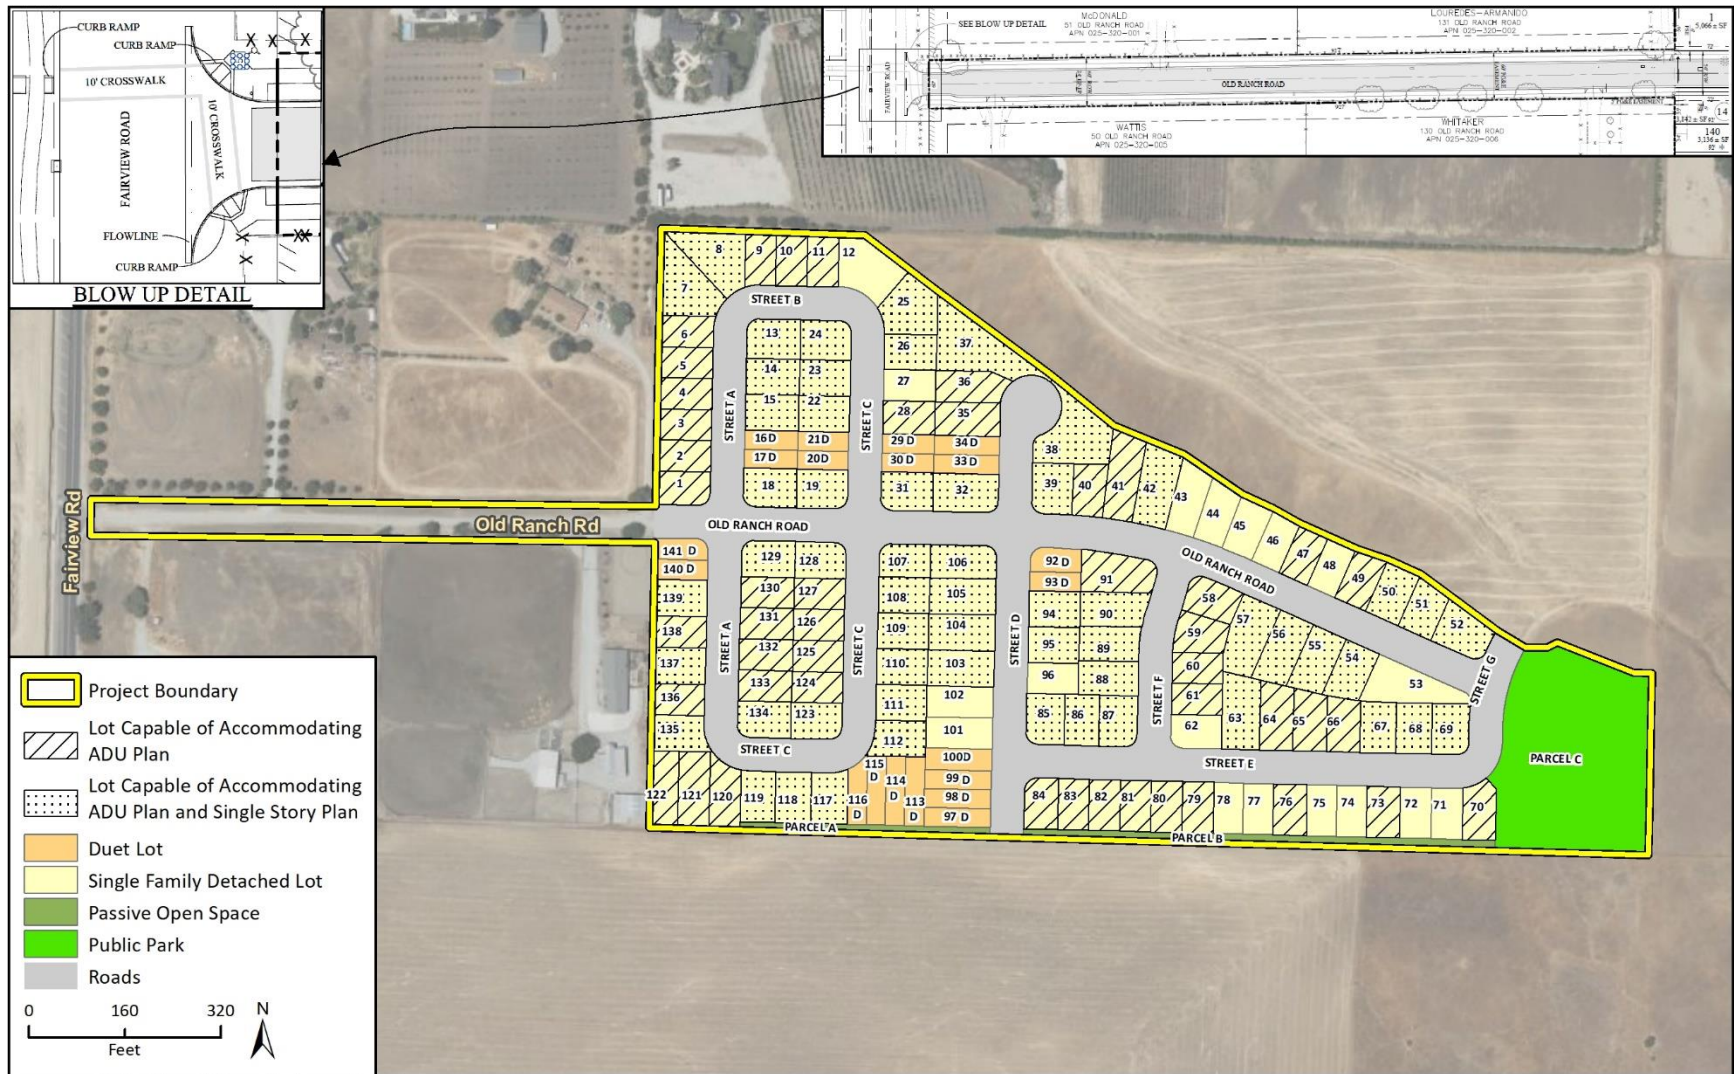 CURB RAMP
CURB RAMP
10' CROSSWALK
10' CROSSWALK
FAIRVIEW ROAD
FLOWLINE
CURB RAMP
BLOW UP DETAIL
SEE BLOW UP DETAIL
McDONALD
51 OLD RANCH ROAD
APN 025-320-001
LOUREDES-ARMANIDO
131 OLD RANCH ROAD
APN 025-320-002
1
5,066 ± SF
FAIRVIEW ROAD
OLD RANCH ROAD
WATTIS
50 OLD RANCH ROAD
APN 025-320-005
WHITAKER
130 OLD RANCH ROAD
APN 025-320-006
14
140
3,136 ± SF
8 9 10 11 12
7
STREET B
25
6 13 24
26 37
5 14 23
27 36
4 15 22
28 35
3
STREET A
STREET C
16 D 21 D 29 D 34 D
2 17 D 20 D 30 D 33 D
38
1 18 19 31 32
39 40 41 42 43 44 45 46 47 48 49 50 51 52
Fairview Rd
Old Ranch Rd
OLD RANCH ROAD
OLD RANCH ROAD
141 D
140 D
139
138
137
136
135
129 128
130 127
131 126
132 125
133 124
134 123
STREET A
STREET C
STREET C
107 106
108 105
109 104
110 103
111 102
112 101
100D
99 D
98 D
97 D
STREET D
92 D
93 D
91
94 90
95 89
96 88
85 86 87
STREET F
58
59
60
61
62
57 56 55 54 53
63 64 65 66 67 68 69
STREET G
STREET E
PARCEL C
122 121 120 119 118 117
116 D
115 D
114 D
113 D
84 83 82 81 80 79 78 77 76 75 74 73 72 71 70
PARCEL A
PARCEL B
Project Boundary
Lot Capable of Accommodating
ADU Plan
Lot Capable of Accommodating
ADU Plan and Single Story Plan
Duet Lot
Single Family Detached Lot
Passive Open Space
Public Park
Roads
0 160 320
Feet
N